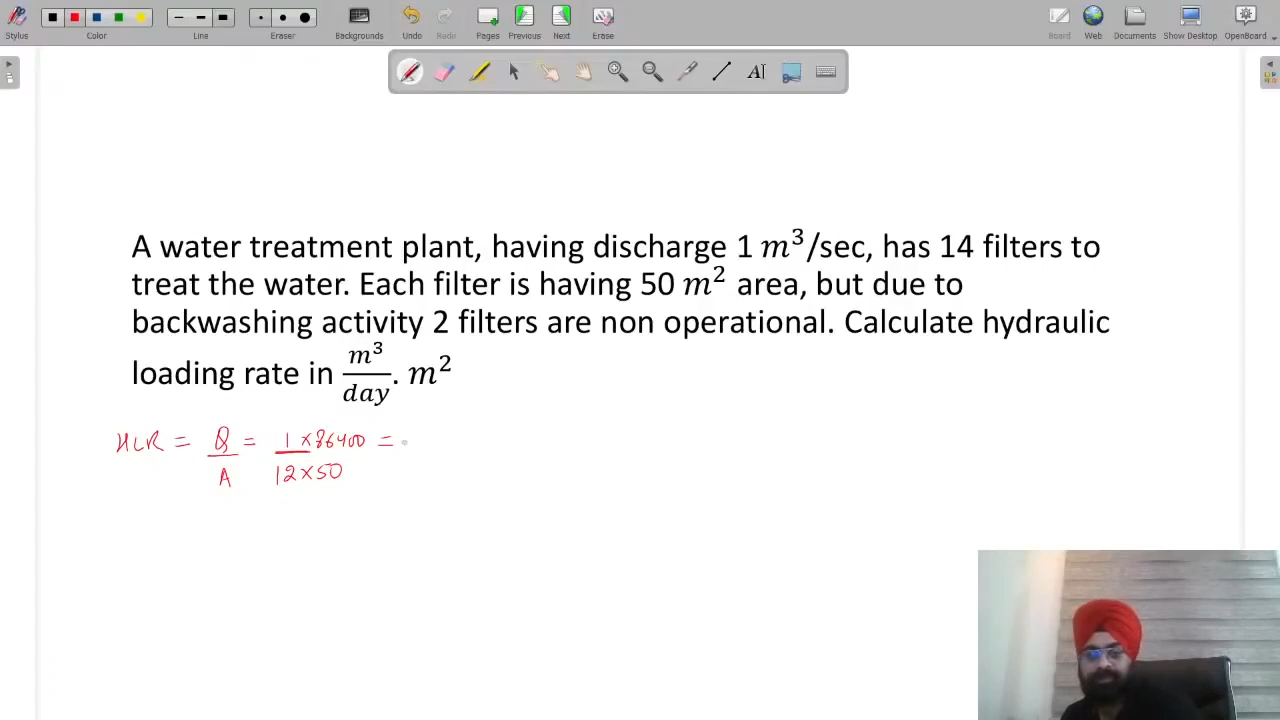 Stylus Color Line Eraser Backgrounds Undo Redo Pages Previous Next Erase Board Web Documents Show Desktop OpenBoard
A water treatment plant, having discharge 1 m³/sec, has 14 filters to
treat the water. Each filter is having 50 m² area, but due to
backwashing activity 2 filters are non operational. Calculate hydraulic
loading rate in m³/day. m²
HLR = Q/A = 1×86400/12×50 =